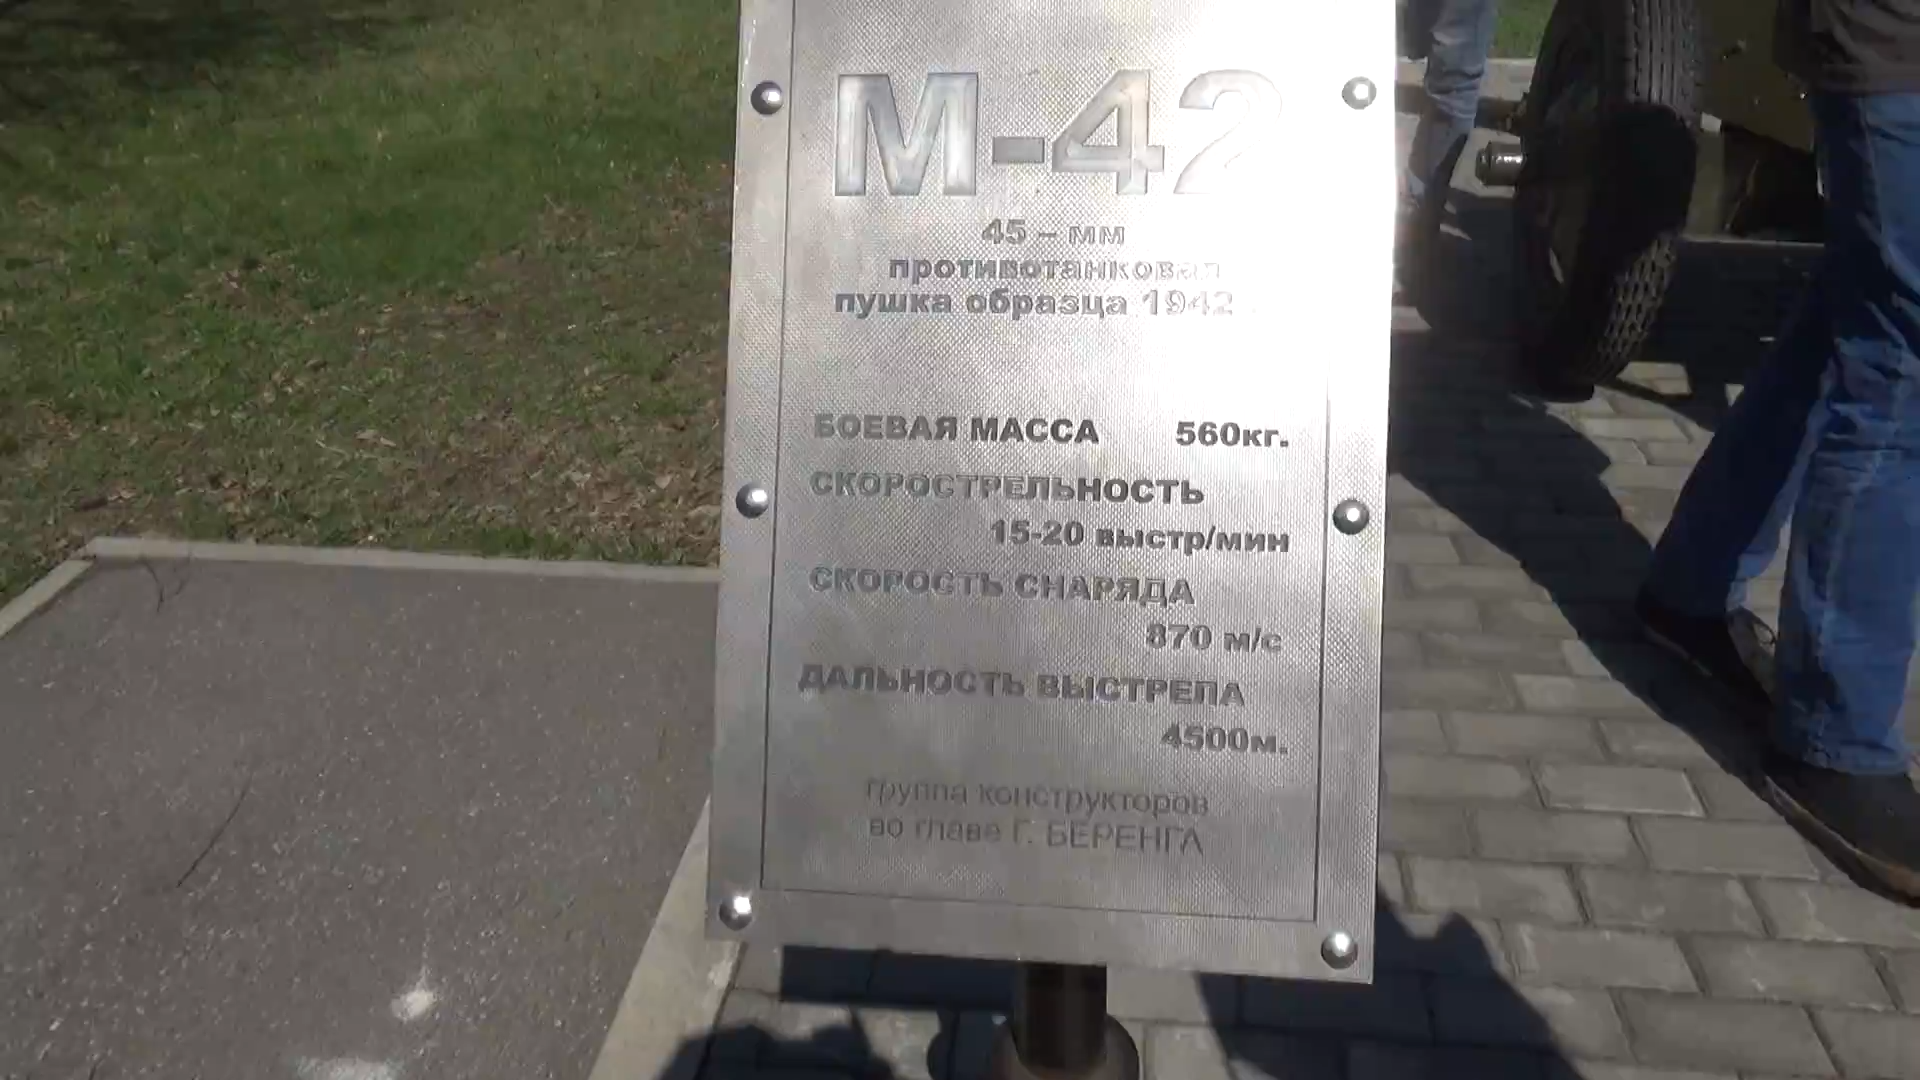 М-42
45 – мм
противотанковая
пушка образца 1942
БОЕВАЯ МАССА 560кг.
СКОРОСТРЕЛЬНОСТЬ
15-20 выстр/мин
СКОРОСТЬ СНАРЯДА
870 м/с
ДАЛЬНОСТЬ ВЫСТРЕЛА
4500м.
группа конструкторов
во главе Г. БЕРЕНГА